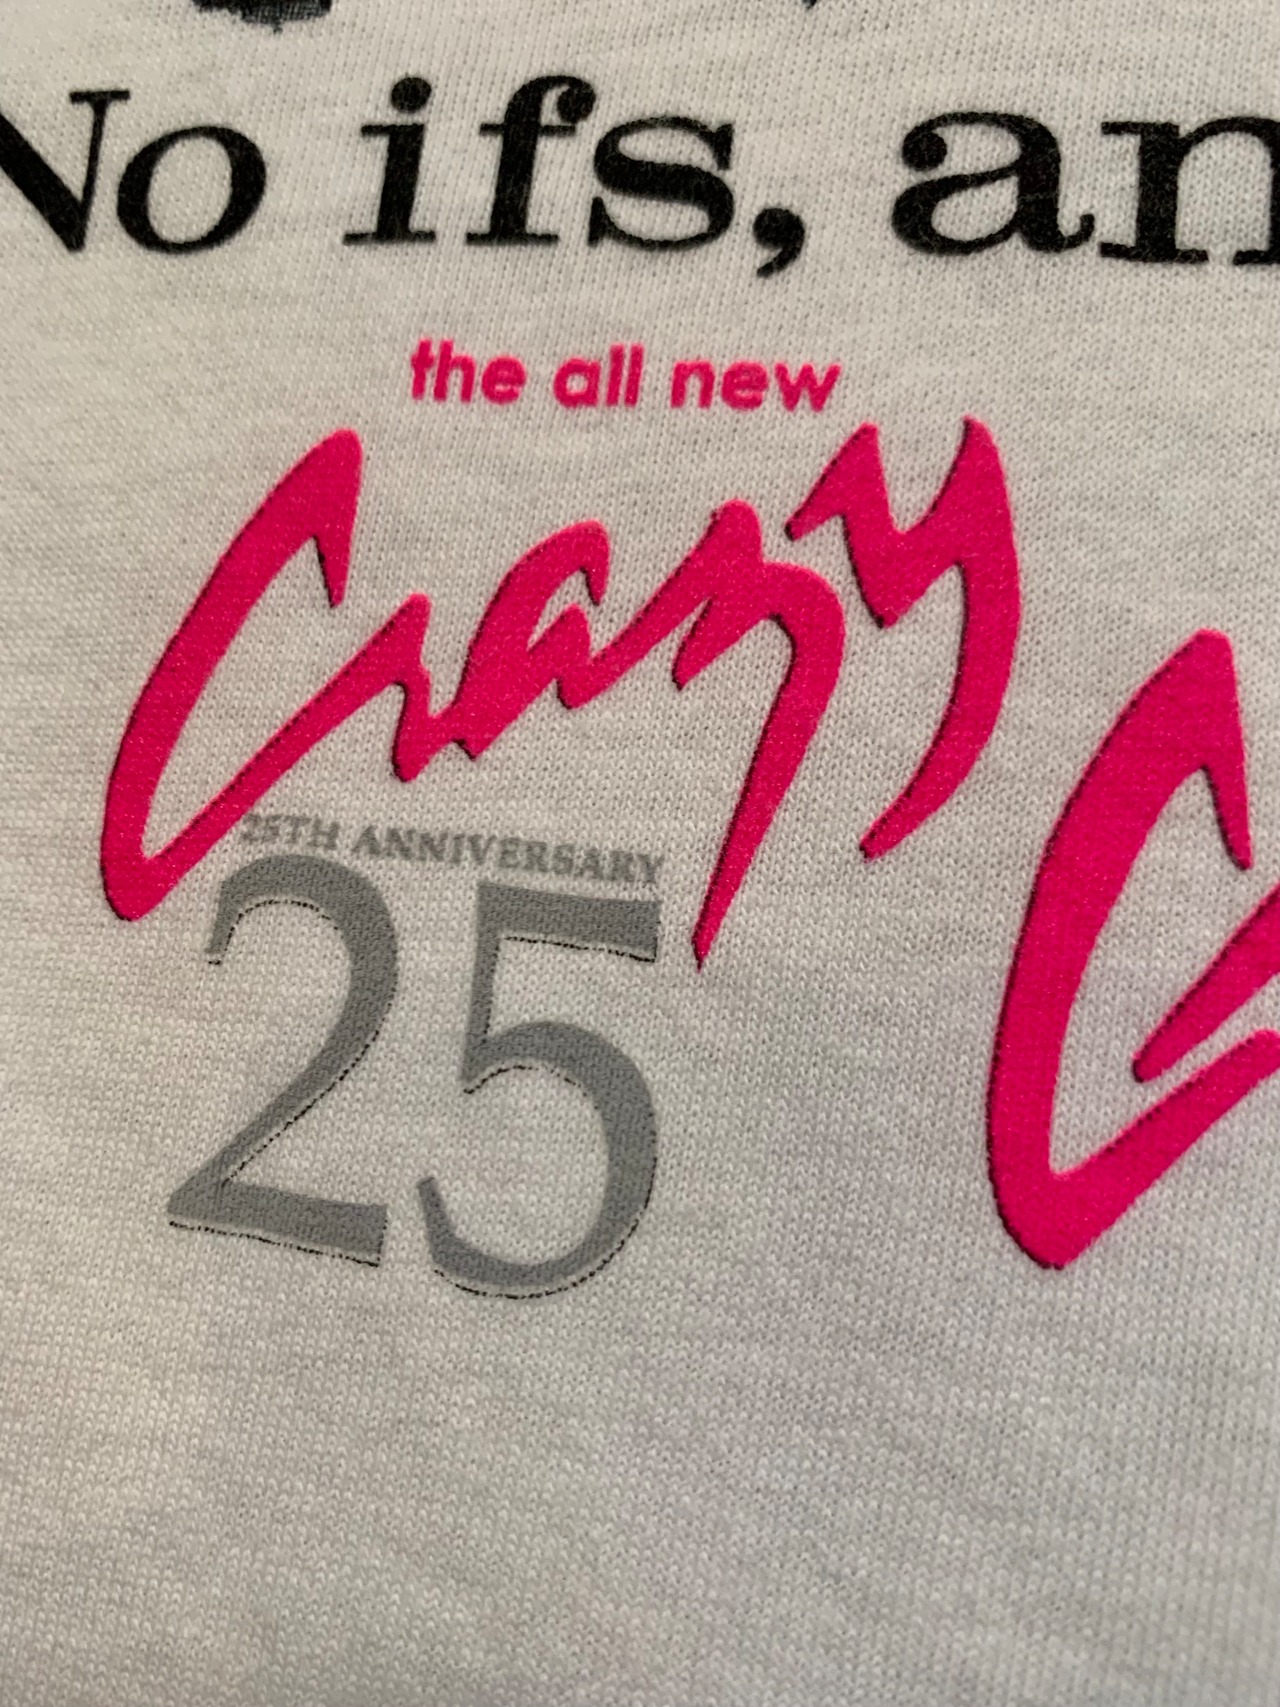 No ifs, an
the all new
Crazy
25TH ANNIVERSARY
25